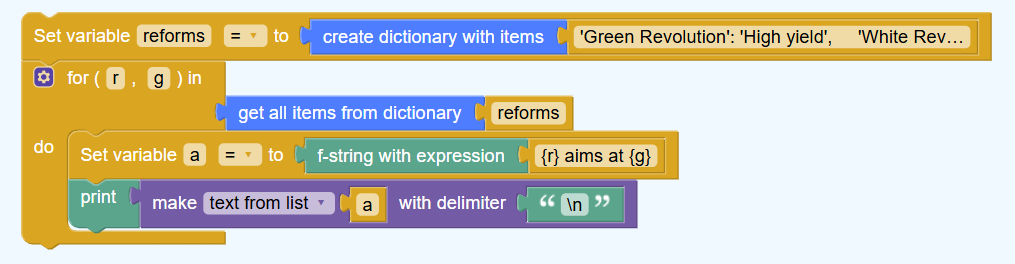 Set variable reforms = to create dictionary with items 'Green Revolution': 'High yield', 'White Rev…
for ( r , g ) in
get all items from dictionary reforms
do Set variable a = to f-string with expression {r} aims at {g}
print make text from list a with delimiter “ \n ”